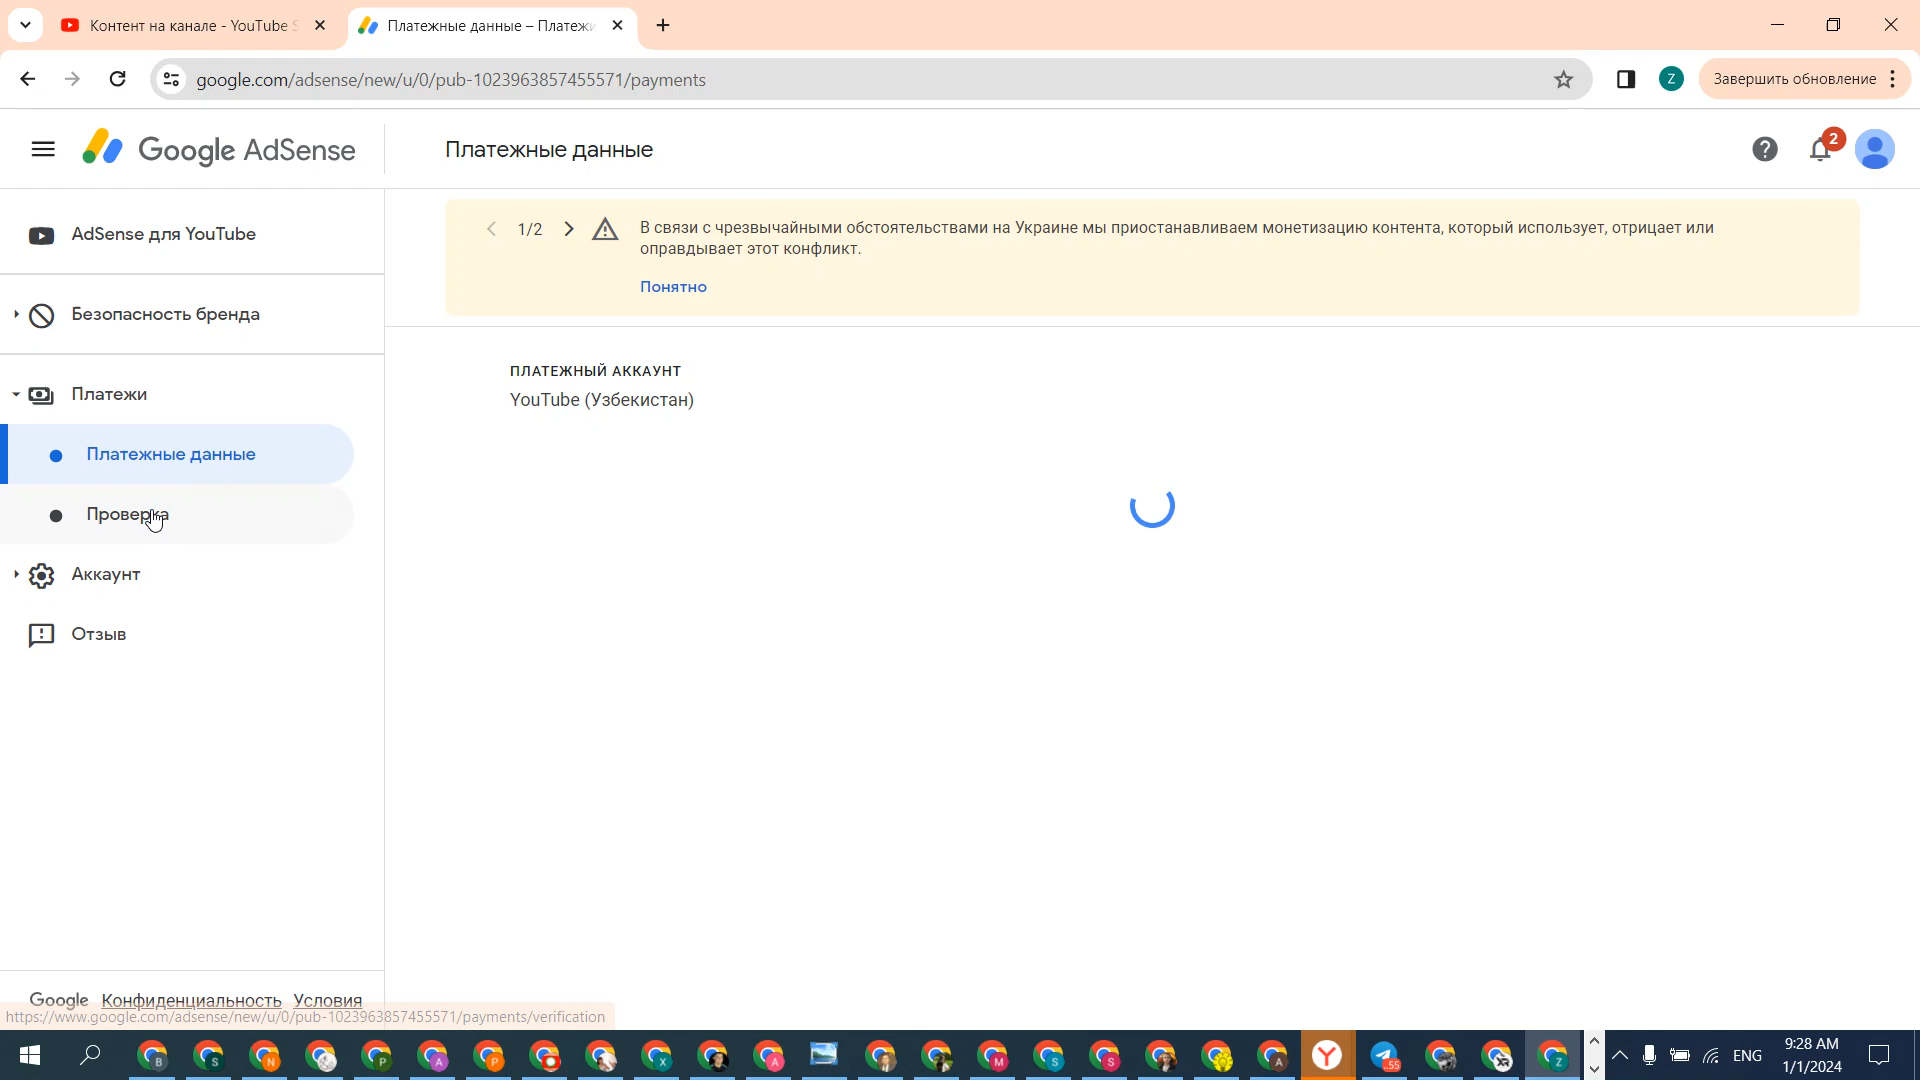 Контент на канале - YouTube S
Платежные данные – Платежи
google.com/adsense/new/u/0/pub-1023963857455571/payments
Z
Завершить обновление
Google AdSense
Платежные данные
2
AdSense для YouTube
Безопасность бренда
Платежи
Платежные данные
Проверка
Аккаунт
Отзыв
1/2
В связи с чрезвычайными обстоятельствами на Украине мы приостанавливаем монетизацию контента, который использует, отрицает или
оправдывает этот конфликт.
Понятно
ПЛАТЕЖНЫЙ АККАУНТ
YouTube (Узбекистан)
Google Конфиденциальность Условия
https://www.google.com/adsense/new/u/0/pub-1023963857455571/payments/verification
B S N P A P X A M S S A Y .55 XR Z
ENG
9:28 AM
1/1/2024